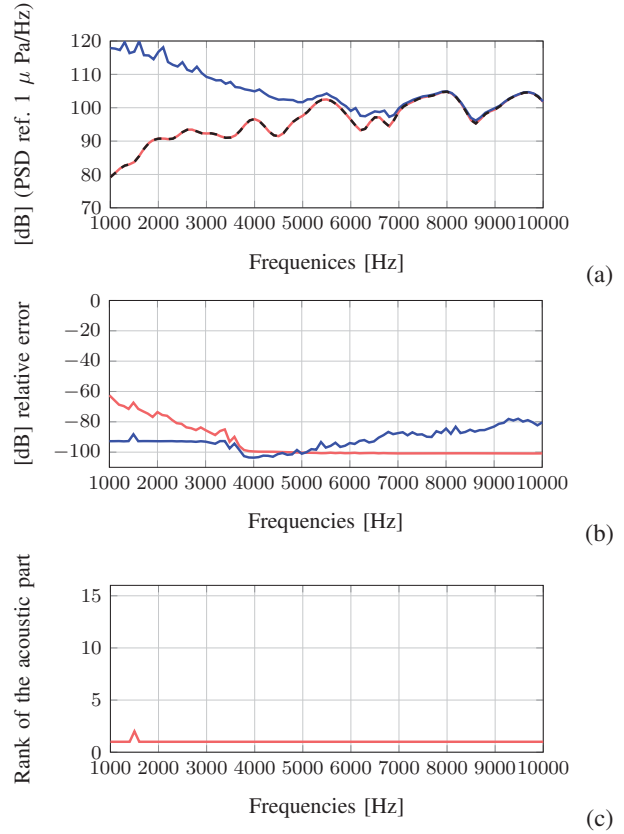 120
110
100
90
80
70
[dB] (PSD ref. 1 μ Pa/Hz)
1000 2000 3000 4000 5000 6000 7000 8000 9000 10000
Frequenices [Hz]
(a)
0
−20
−40
−60
−80
−100
[dB] relative error
1000 2000 3000 4000 5000 6000 7000 8000 9000 10000
Frequencies [Hz]
(b)
15
10
5
0
Rank of the acoustic part
1000 2000 3000 4000 5000 6000 7000 8000 9000 10000
Frequencies [Hz]
(c)